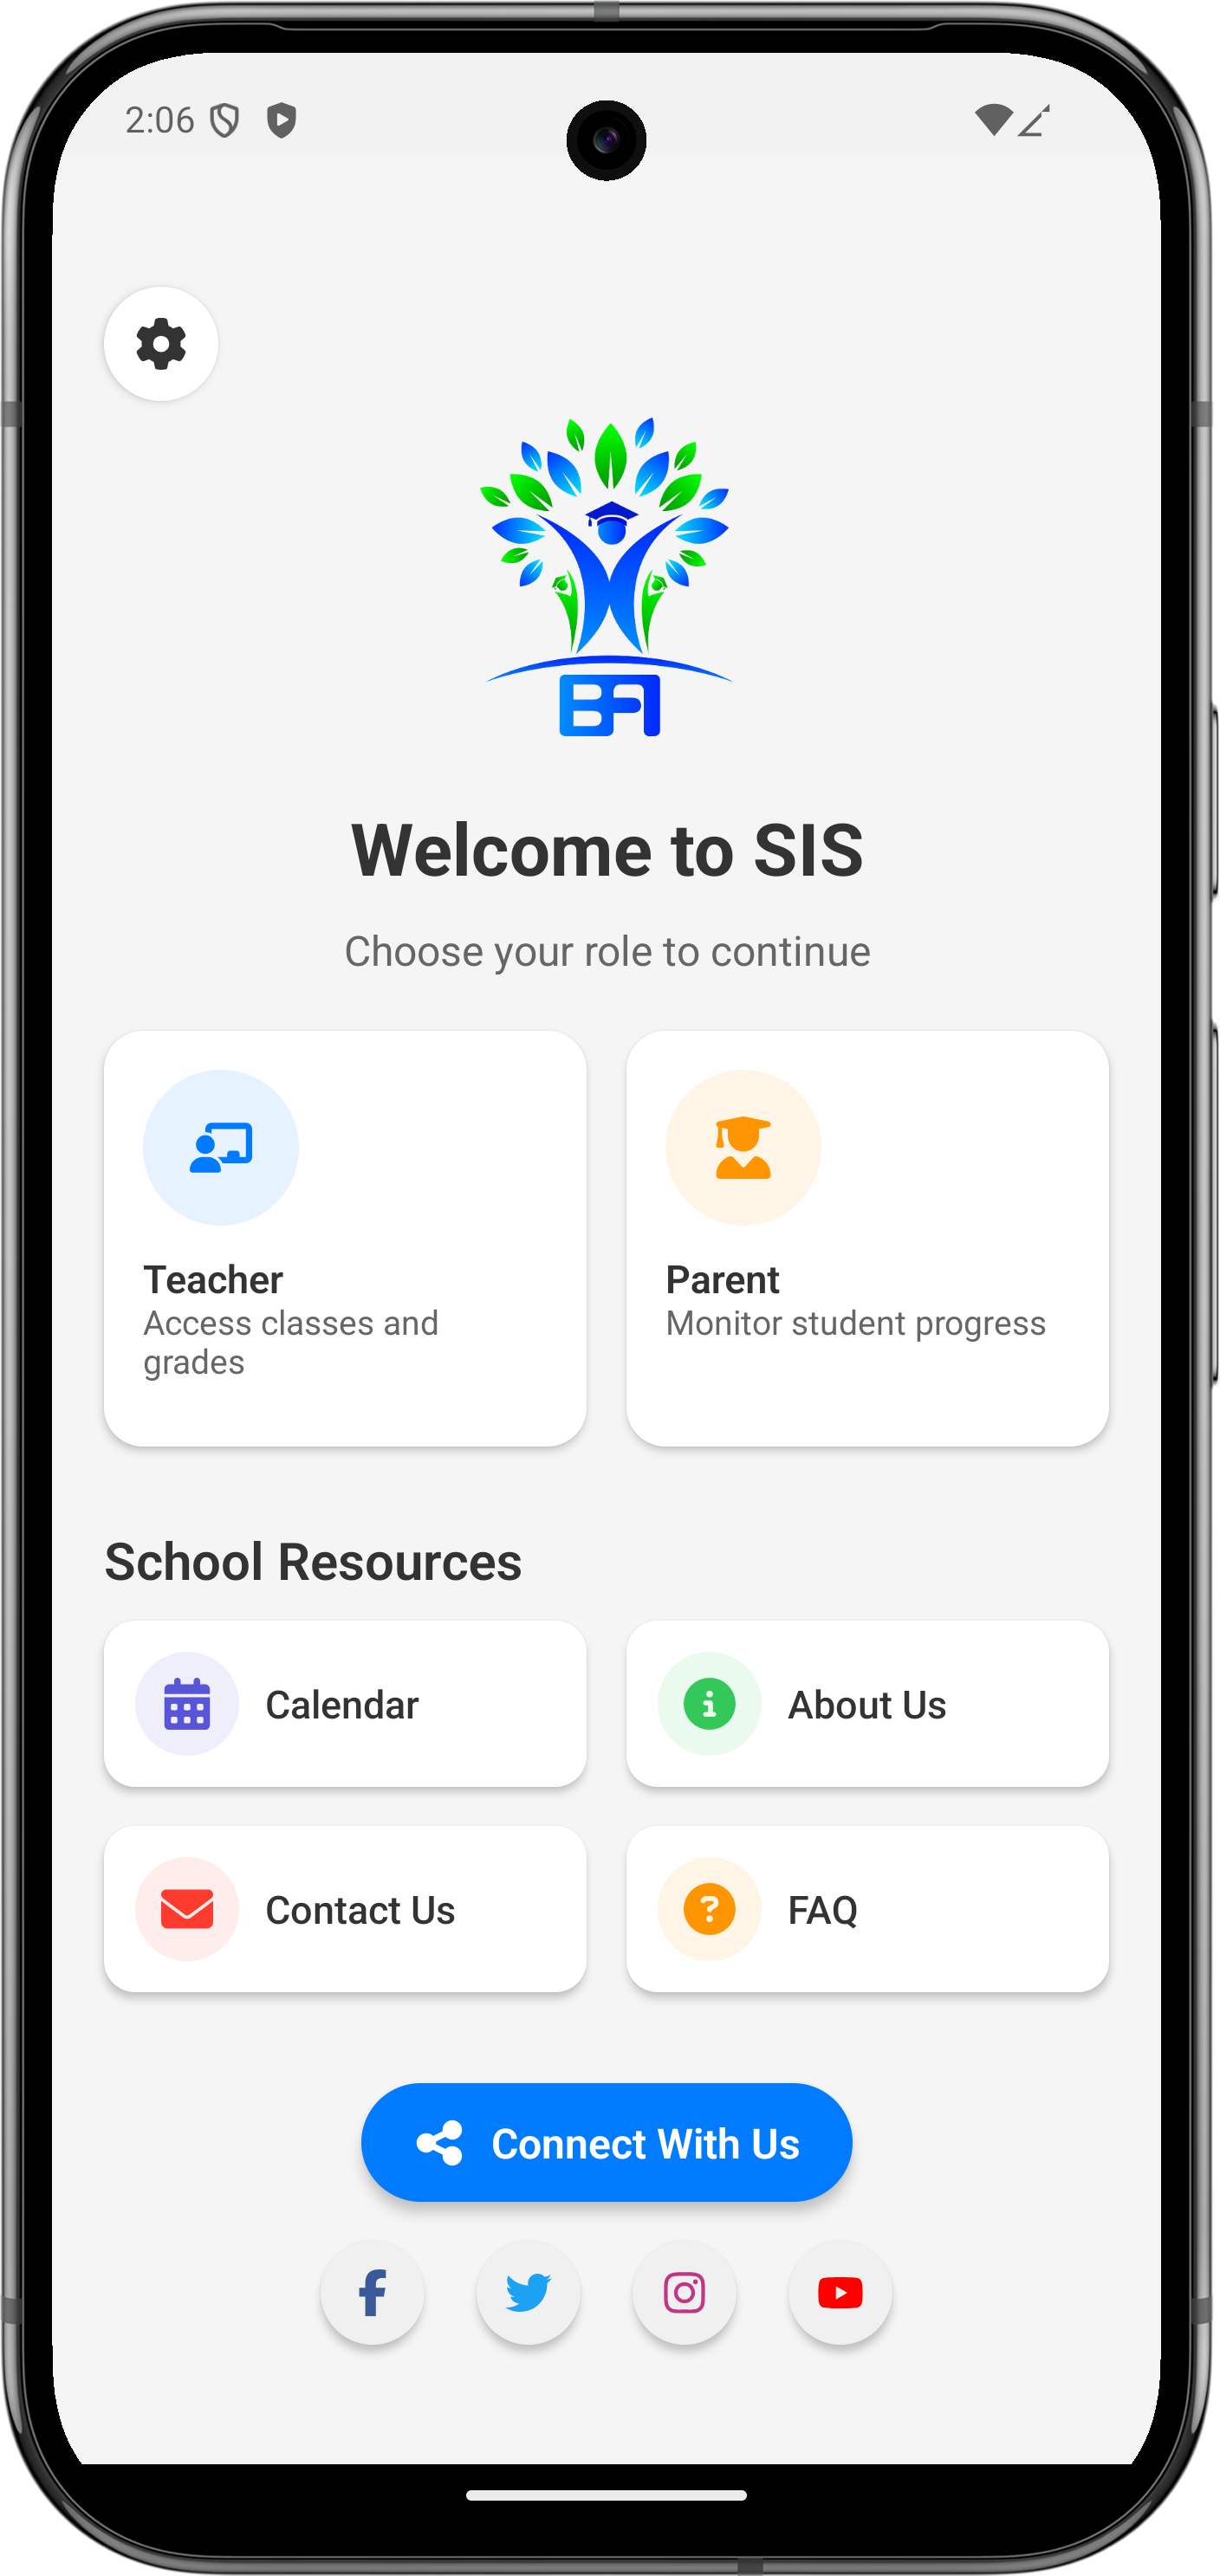 2:06
BFI
Welcome to SIS
Choose your role to continue
Teacher
Access classes and
grades
Parent
Monitor student progress
School Resources
Calendar
About Us
Contact Us
FAQ
Connect With Us